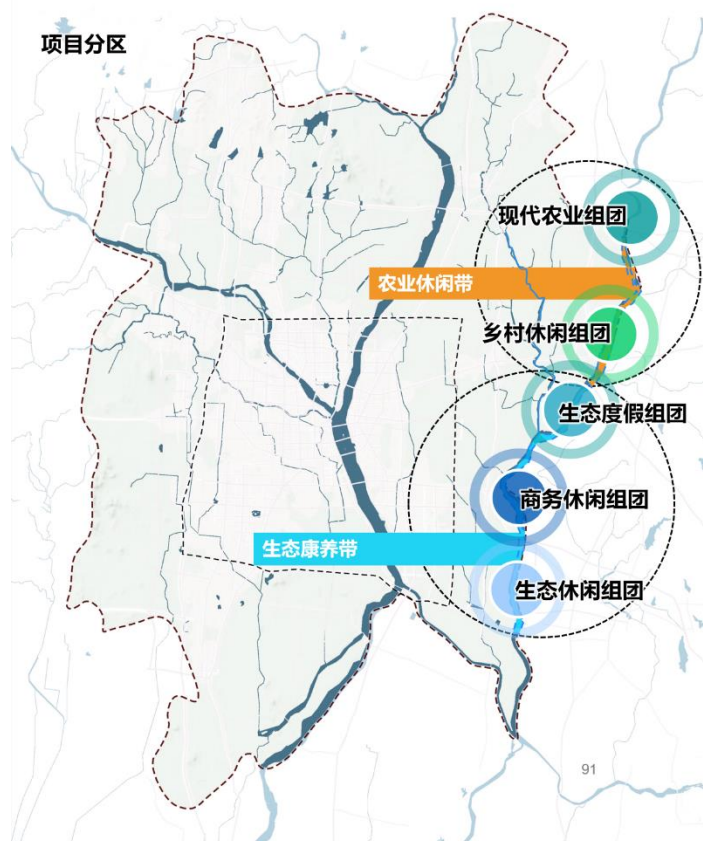 项目分区
现代农业组团
农业休闲带
乡村休闲组团
生态度假组团
商务休闲组团
生态康养带
生态休闲组团
91